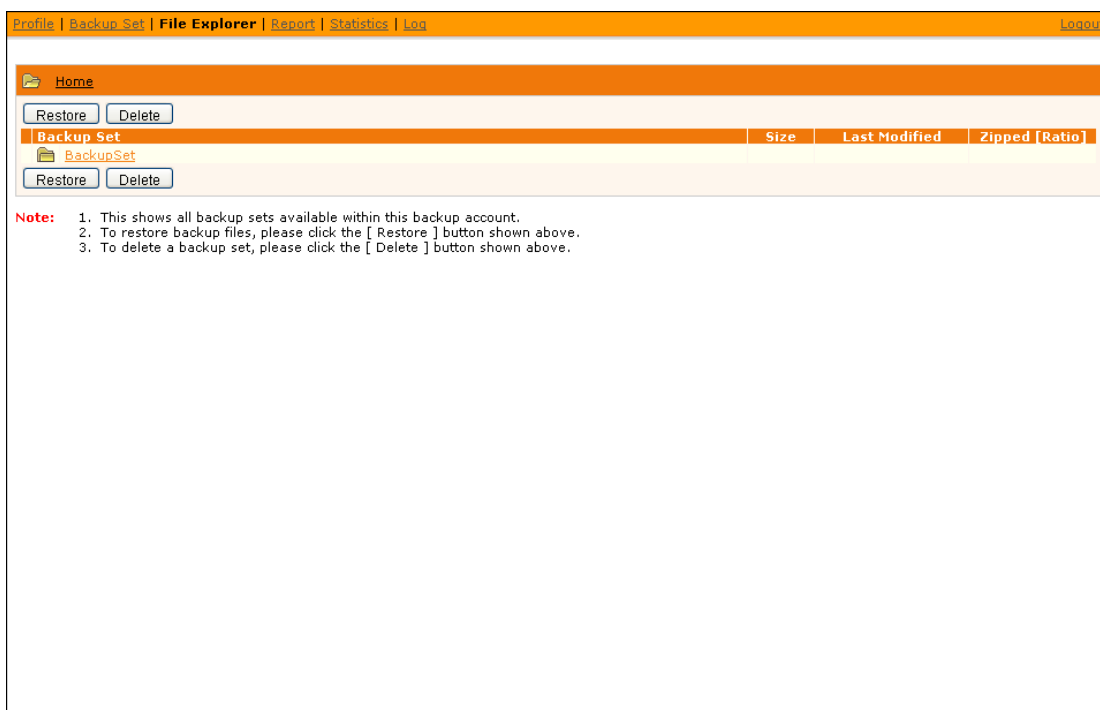 Profile | Backup Set | File Explorer | Report | Statistics | Log
Home
Restore Delete
Backup Set Size Last Modified Zipped [Ratio]
BackupSet
Restore Delete
Note: 1. This shows all backup sets available within this backup account.
2. To restore backup files, please click the [ Restore ] button shown above.
3. To delete a backup set, please click the [ Delete ] button shown above.